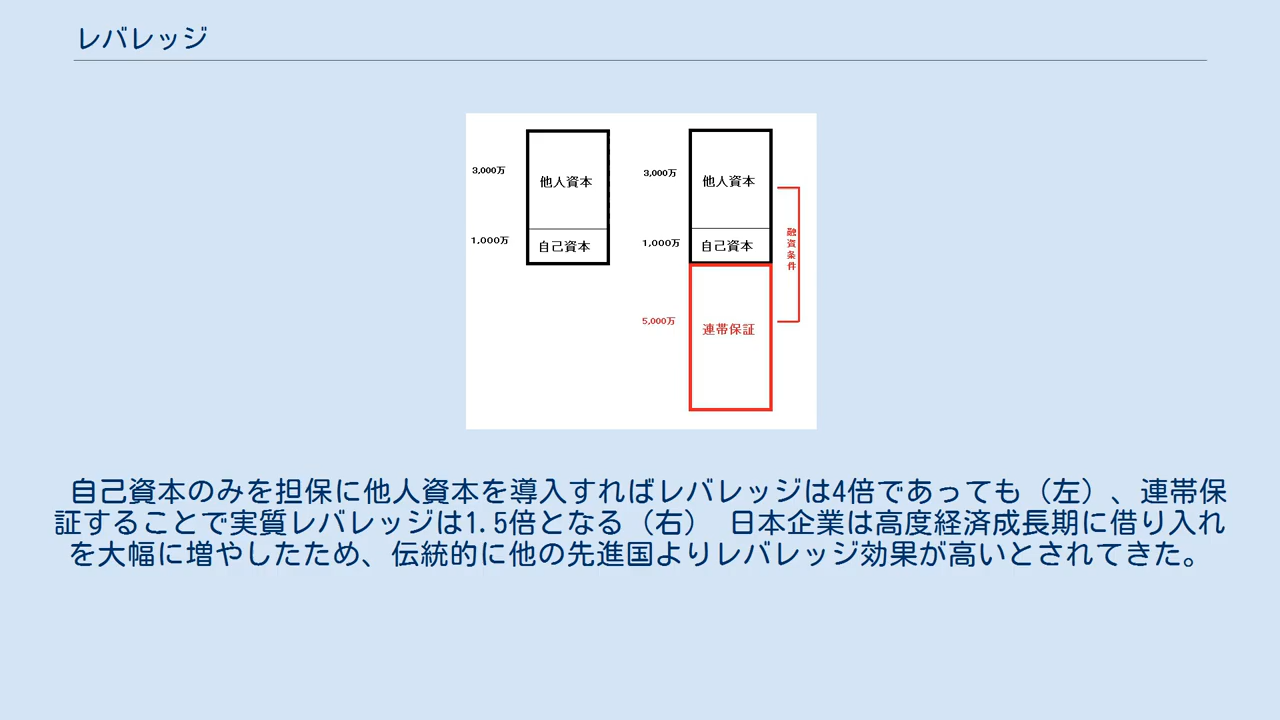 レバレッジ
3,000万
他人資本
1,000万
自己資本
3,000万
他人資本
1,000万
自己資本
融資条件
5,000万
連帯保証
自己資本のみを担保に他人資本を導入すればレバレッジは4倍であっても（左）、連帯保
証することで実質レバレッジは1.5倍となる（右） 日本企業は高度経済成長期に借り入れ
を大幅に増やしたため、伝統的に他の先進国よりレバレッジ効果が高いとされてきた。